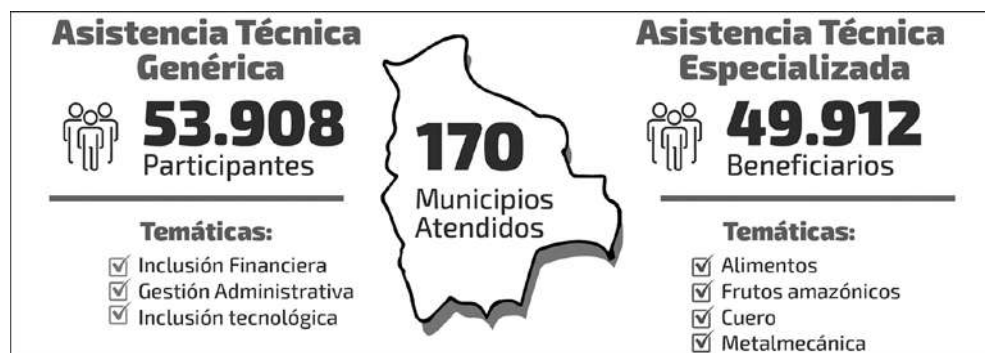 Asistencia Técnica
Genérica
53.908
Participantes
Temáticas:
Inclusión Financiera
Gestión Administrativa
Inclusión tecnológica
170
Municipios
Atendidos
Asistencia Técnica
Especializada
49.912
Beneficiarios
Temáticas:
Alimentos
Frutos amazónicos
Cuero
Metalmecánica